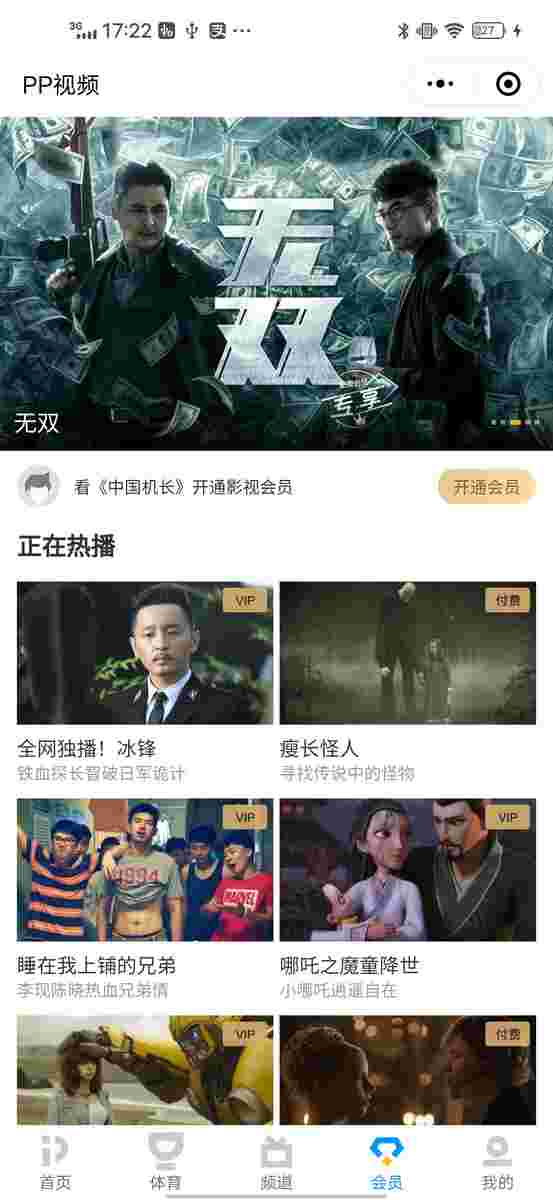 3G 17:22 27
PP视频
无
双
专享
无双
看《中国机长》开通影视会员
开通会员
正在热播
VIP
付费
全网独播！冰锋
铁血探长智破日军诡计
瘦长怪人
寻找传说中的怪物
VIP
VIP
1994
MARVEL
睡在我上铺的兄弟
李现陈晓热血兄弟情
哪吒之魔童降世
小哪吒逍遥自在
VIP
付费
首页
体育
频道
会员
我的